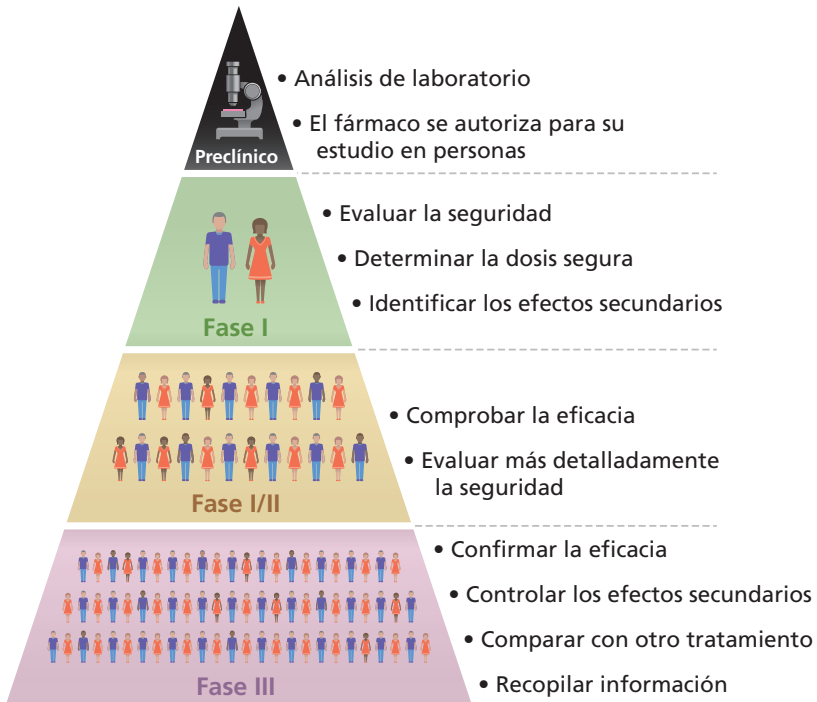 • Análisis de laboratorio
• El fármaco se autoriza para su
estudio en personas
Preclínico
• Evaluar la seguridad
• Determinar la dosis segura
• Identificar los efectos secundarios
Fase I
• Comprobar la eficacia
• Evaluar más detalladamente
la seguridad
Fase I/II
• Confirmar la eficacia
• Controlar los efectos secundarios
• Comparar con otro tratamiento
• Recopilar información
Fase III